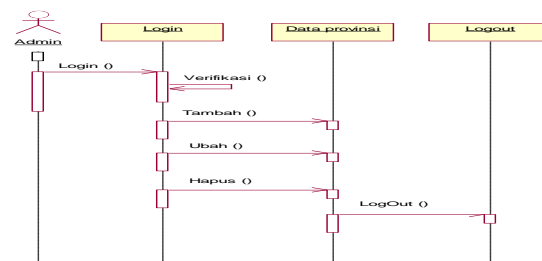 Login
Data provinsi
Logout
Admin
Login ()
Verifikasi ()
Tambah ()
Ubah ()
Hapus ()
LogOut ()